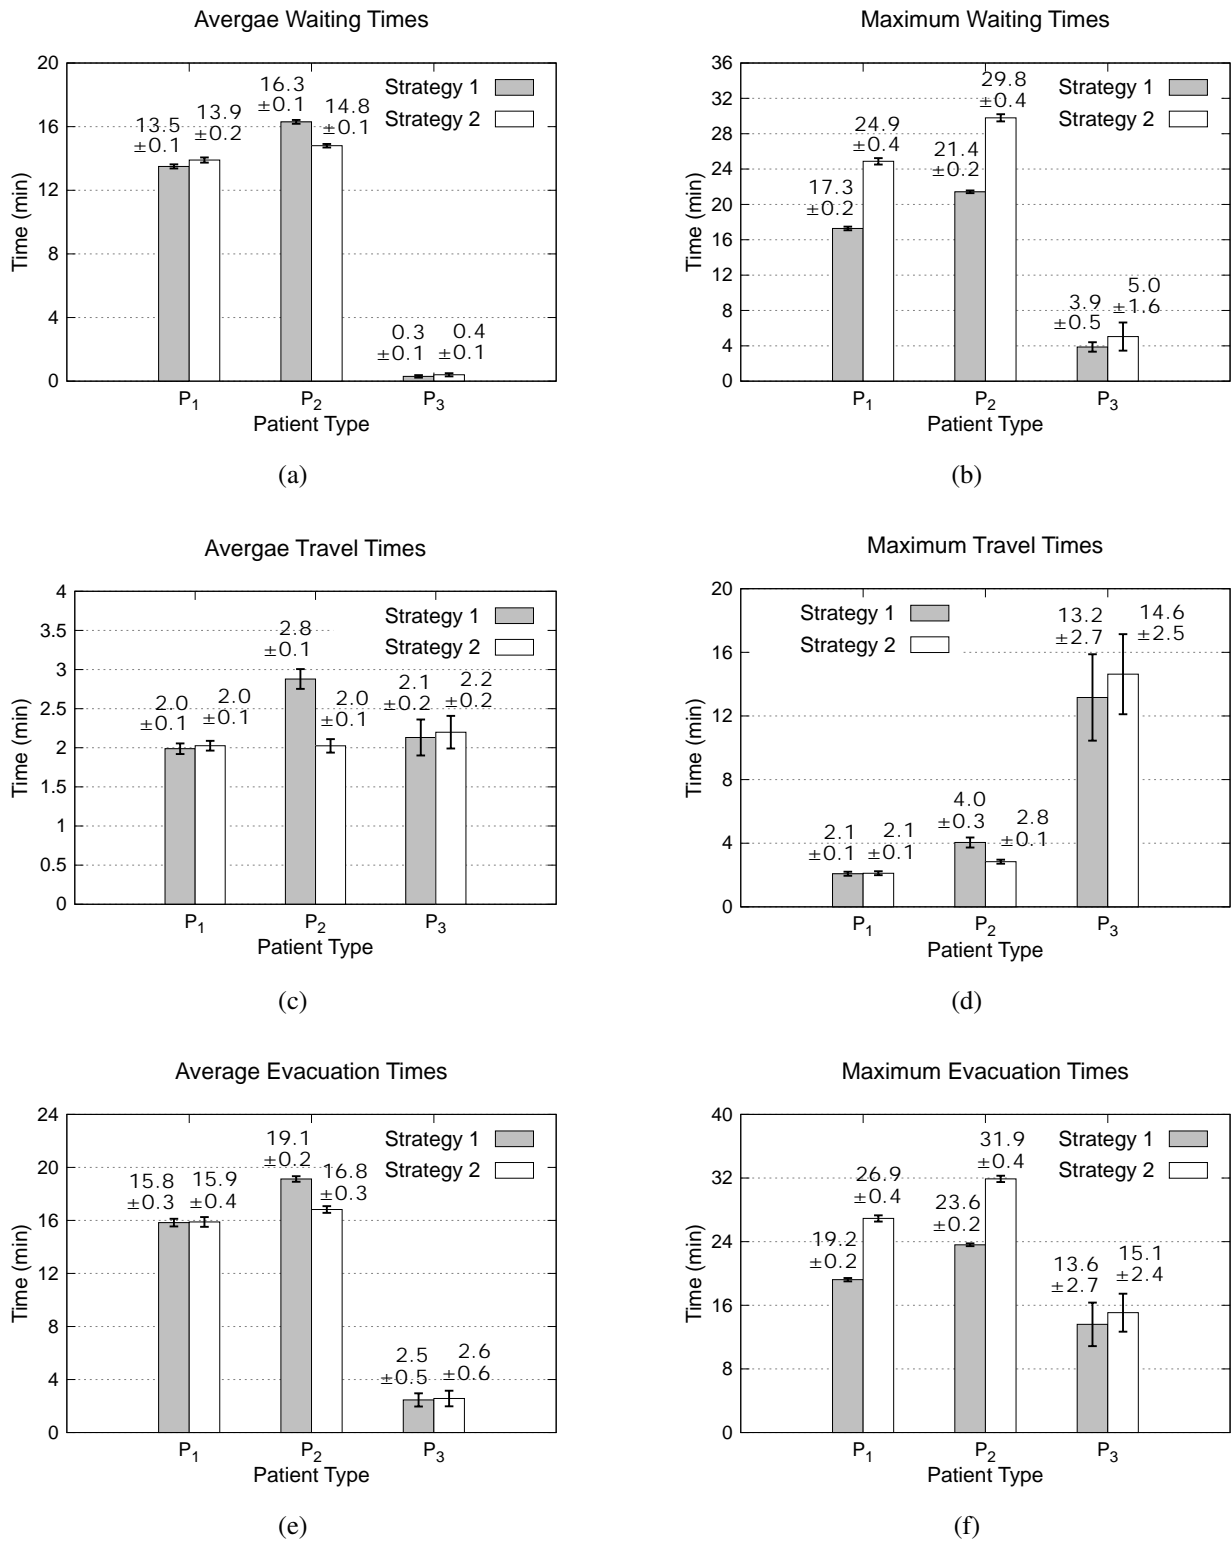 Avergae Waiting Times
Time (min)
20
16
12
8
4
0
Strategy 1
Strategy 2
13.5
±0.1
13.9
±0.2
16.3
±0.1
14.8
±0.1
0.3
±0.1
0.4
±0.1
P1
P2
P3
Patient Type
(a)
Maximum Waiting Times
Time (min)
36
32
28
24
20
16
12
8
4
0
Strategy 1
Strategy 2
17.3
±0.2
24.9
±0.4
21.4
±0.2
29.8
±0.4
3.9
±0.5
5.0
±1.6
P1
P2
P3
Patient Type
(b)
Avergae Travel Times
Time (min)
4
3.5
3
2.5
2
1.5
1
0.5
0
Strategy 1
Strategy 2
2.0
±0.1
2.0
±0.1
2.8
±0.1
2.0
±0.1
2.1
±0.2
2.2
±0.2
P1
P2
P3
Patient Type
(c)
Maximum Travel Times
Time (min)
20
16
12
8
4
0
Strategy 1
Strategy 2
2.1
±0.1
2.1
±0.1
4.0
±0.3
2.8
±0.1
13.2
±2.7
14.6
±2.5
P1
P2
P3
Patient Type
(d)
Average Evacuation Times
Time (min)
24
20
16
12
8
4
0
Strategy 1
Strategy 2
15.8
±0.3
15.9
±0.4
19.1
±0.2
16.8
±0.3
2.5
±0.5
2.6
±0.6
P1
P2
P3
Patient Type
(e)
Maximum Evacuation Times
Time (min)
40
32
24
16
8
0
Strategy 1
Strategy 2
19.2
±0.2
26.9
±0.4
23.6
±0.2
31.9
±0.4
13.6
±2.7
15.1
±2.4
P1
P2
P3
Patient Type
(f)